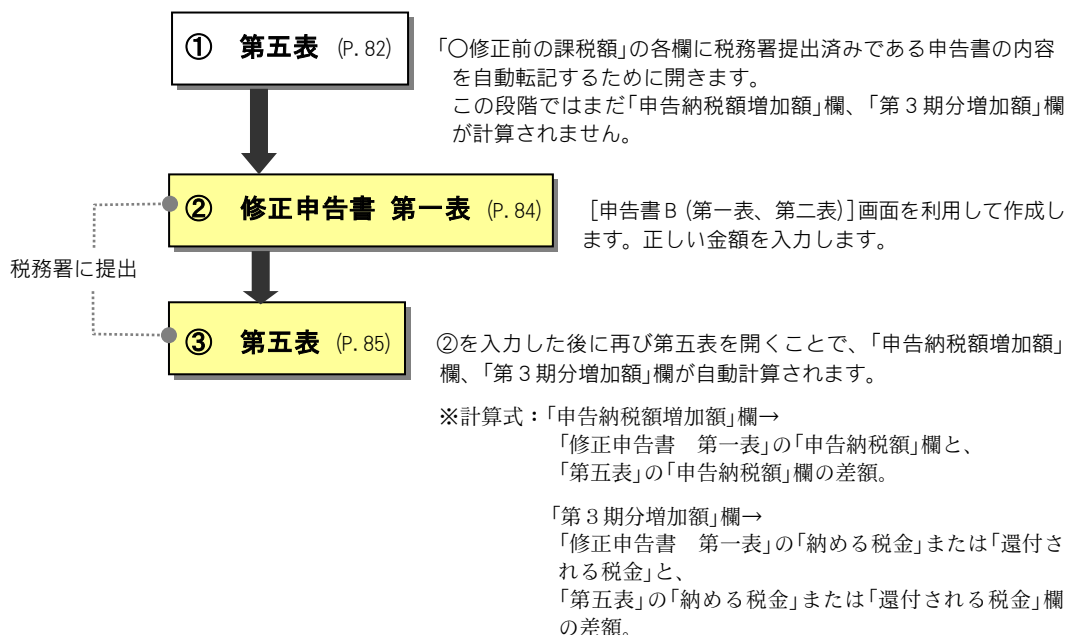 ① 第五表 (P.82)
「○修正前の課税額」の各欄に税務署提出済みである申告書の内容
を自動転記するために開きます。
この段階ではまだ「申告納税額増加額」欄、「第３期分増加額」欄
が計算されません。
② 修正申告書 第一表 (P.84)
［申告書Ｂ（第一表、第二表）］画面を利用して作成し
ます。正しい金額を入力します。
税務署に提出
③ 第五表 (P.85)
②を入力した後に再び第五表を開くことで、「申告納税額増加額」
欄、「第３期分増加額」欄が自動計算されます。
※計算式：「申告納税額増加額」欄→
「修正申告書　第一表」の「申告納税額」欄と、
「第五表」の「申告納税額」欄の差額。
「第３期分増加額」欄→
「修正申告書　第一表」の「納める税金」または「還付さ
れる税金」と、
「第五表」の「納める税金」または「還付される税金」欄
の差額。